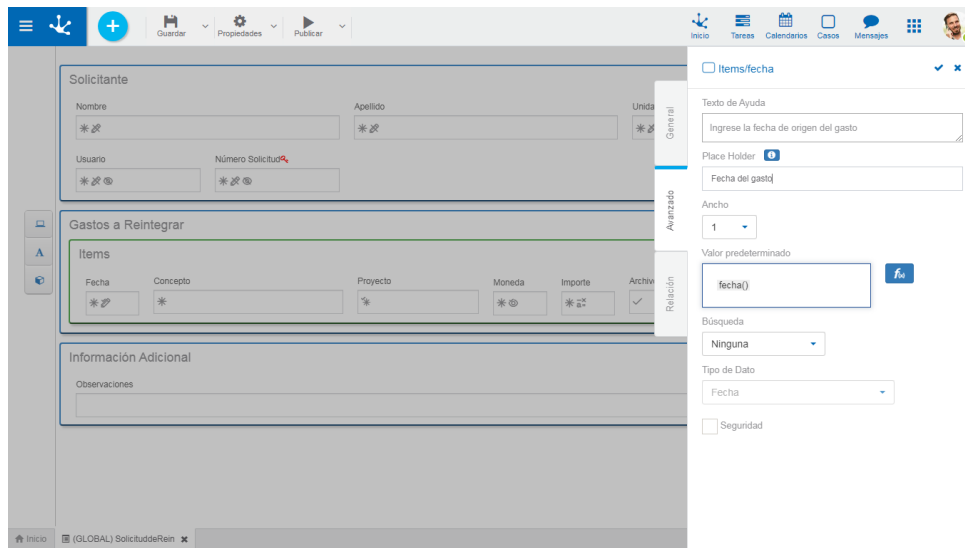 Guardar
Propiedades
Publicar
Inicio
Tareas
Calendarios
Casos
Mensajes
Solicitante
Nombre
Apellido
Unida
Usuario
Número Solicitud
Gastos a Reintegrar
Items
Fecha
Concepto
Proyecto
Moneda
Importe
Archiv
Información Adicional
Observaciones
General
Avanzado
Relación
Items/fecha
Texto de Ayuda
Ingrese la fecha de origen del gasto
Place Holder
Fecha del gasto
Ancho
1
Valor predeterminado
fecha()
f(x)
Búsqueda
Ninguna
Tipo de Dato
Fecha
Seguridad
Inicio
(GLOBAL) SolicituddeRein